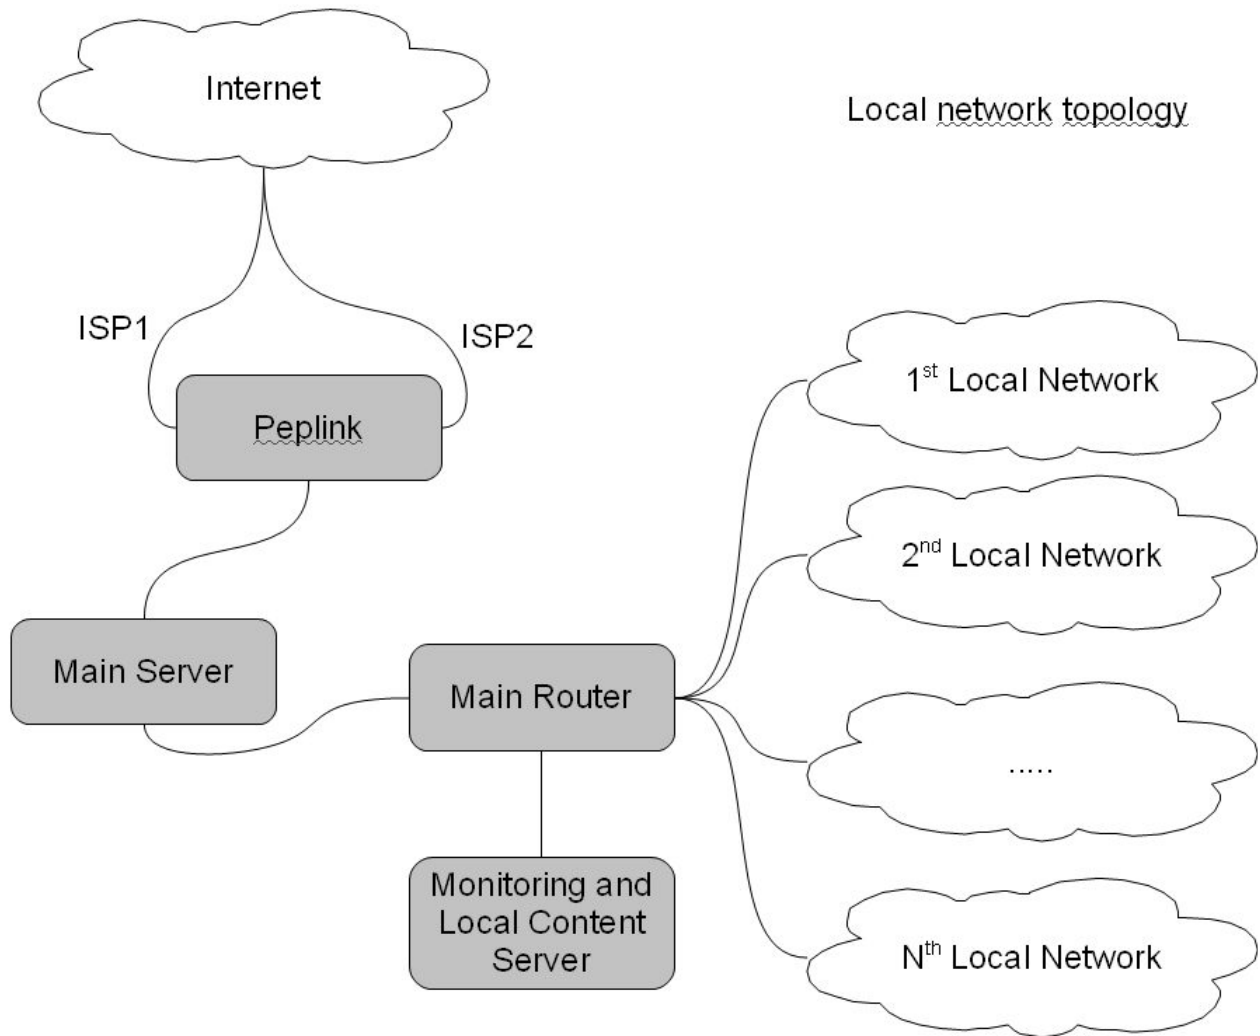 Internet
Local network topology
ISP1
ISP2
Peplink
1st Local Network
2nd Local Network
Main Server
Main Router
.....
Monitoring and
Local Content
Server
Nth Local Network